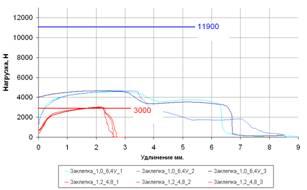 12000
10000
8000
6000
4000
2000
0
Нагрузка, Н
11900
3000
0 1 2 3 4 5 6 7 8 9
Удлинение мм.
Заклепка_1,0_6,4V_1
Заклепка_1,0_6,4V_2
Заклепка_1,0_6,4V_3
Заклепка_1,2_4,8_1
Заклепка_1,2_4,8_2
Заклепка_1,2_4,8_3